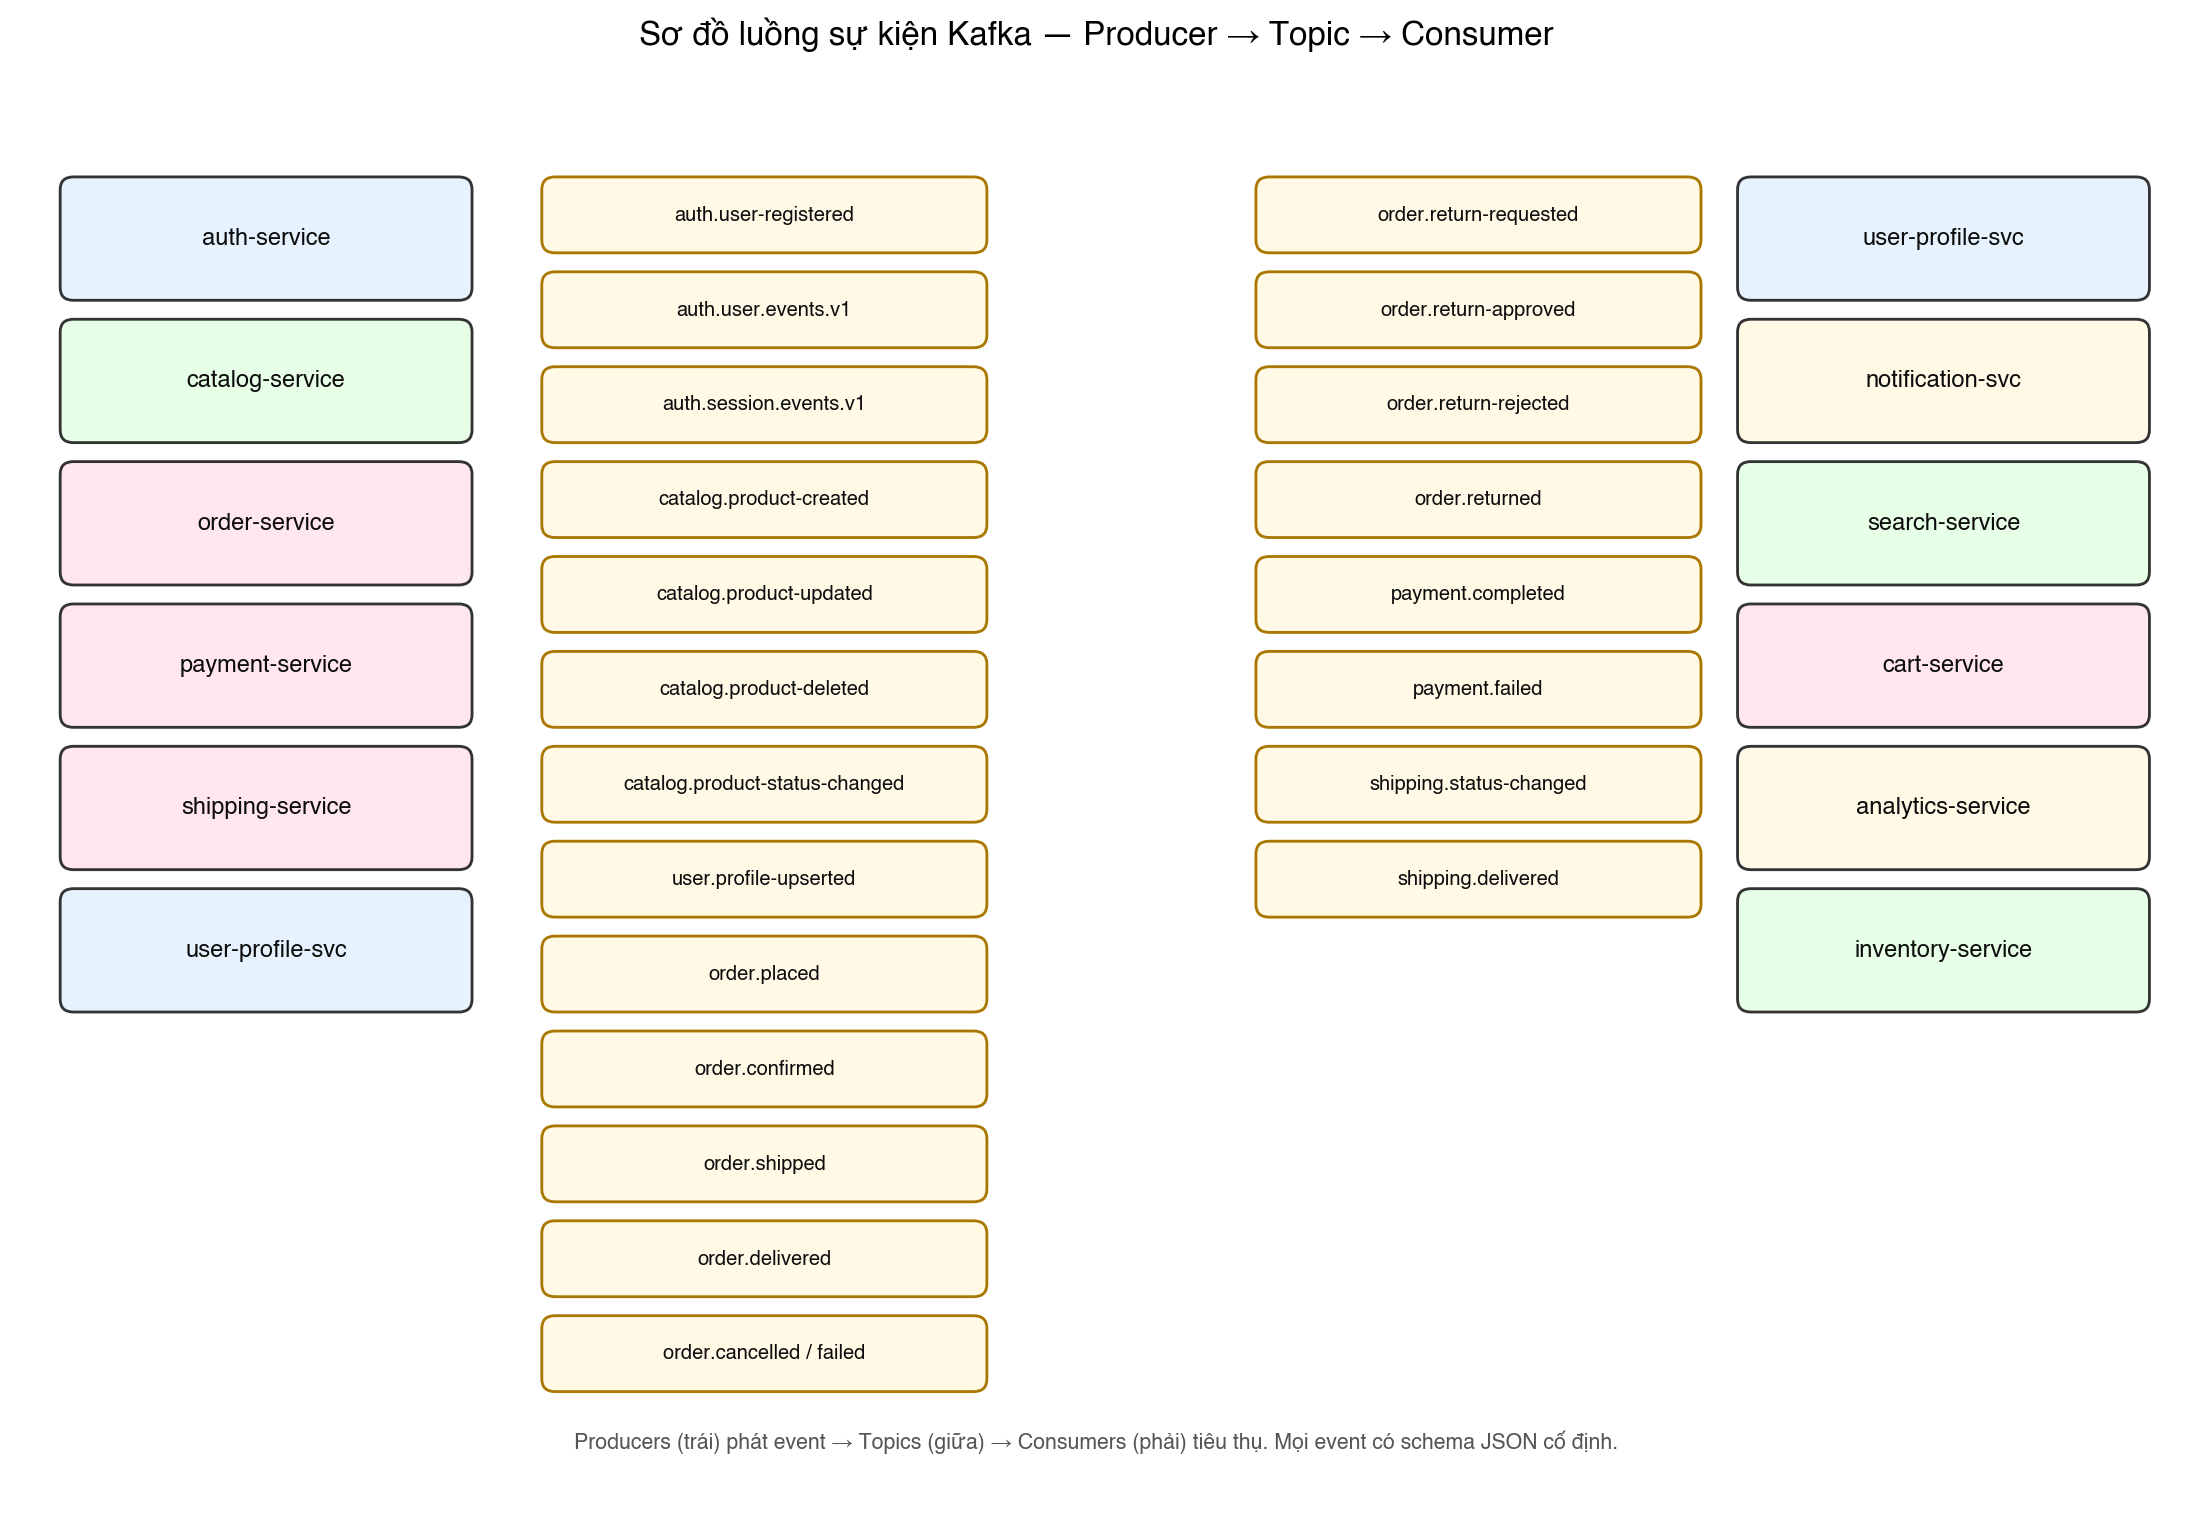 Sơ đồ luồng sự kiện Kafka — Producer → Topic → Consumer
auth-service
catalog-service
order-service
payment-service
shipping-service
user-profile-svc
auth.user-registered
auth.user.events.v1
auth.session.events.v1
catalog.product-created
catalog.product-updated
catalog.product-deleted
catalog.product-status-changed
user.profile-upserted
order.placed
order.confirmed
order.shipped
order.delivered
order.cancelled / failed
order.return-requested
order.return-approved
order.return-rejected
order.returned
payment.completed
payment.failed
shipping.status-changed
shipping.delivered
user-profile-svc
notification-svc
search-service
cart-service
analytics-service
inventory-service
Producers (trái) phát event → Topics (giữa) → Consumers (phải) tiêu thụ. Mọi event có schema JSON cố định.